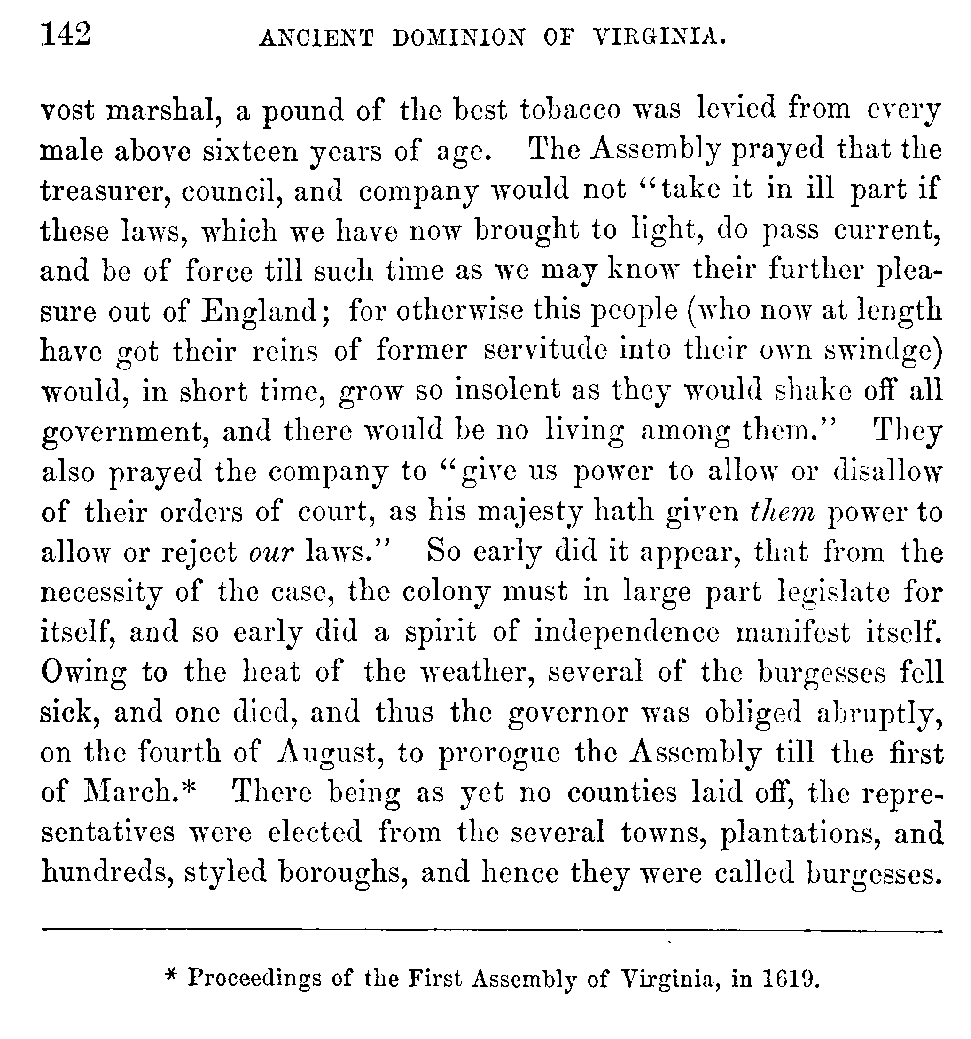 142 ANCIENT DOMINION OF VIRGINIA.
vost marshal, a pound of the best tobacco was levied from every
male above sixteen years of age. The Assembly prayed that the
treasurer, council, and company would not “take it in ill part if
these laws, which we have now brought to light, do pass current,
and be of force till such time as we may know their further plea-
sure out of England; for otherwise this people (who now at length
have got their reins of former servitude into their own swindge)
would, in short time, grow so insolent as they would shake off all
government, and there would be no living among them.” They
also prayed the company to “give us power to allow or disallow
of their orders of court, as his majesty hath given them power to
allow or reject our laws.” So early did it appear, that from the
necessity of the case, the colony must in large part legislate for
itself, and so early did a spirit of independence manifest itself.
Owing to the heat of the weather, several of the burgesses fell
sick, and one died, and thus the governor was obliged abruptly,
on the fourth of August, to prorogue the Assembly till the first
of March.* There being as yet no counties laid off, the repre-
sentatives were elected from the several towns, plantations, and
hundreds, styled boroughs, and hence they were called burgesses.
* Proceedings of the First Assembly of Virginia, in 1619.